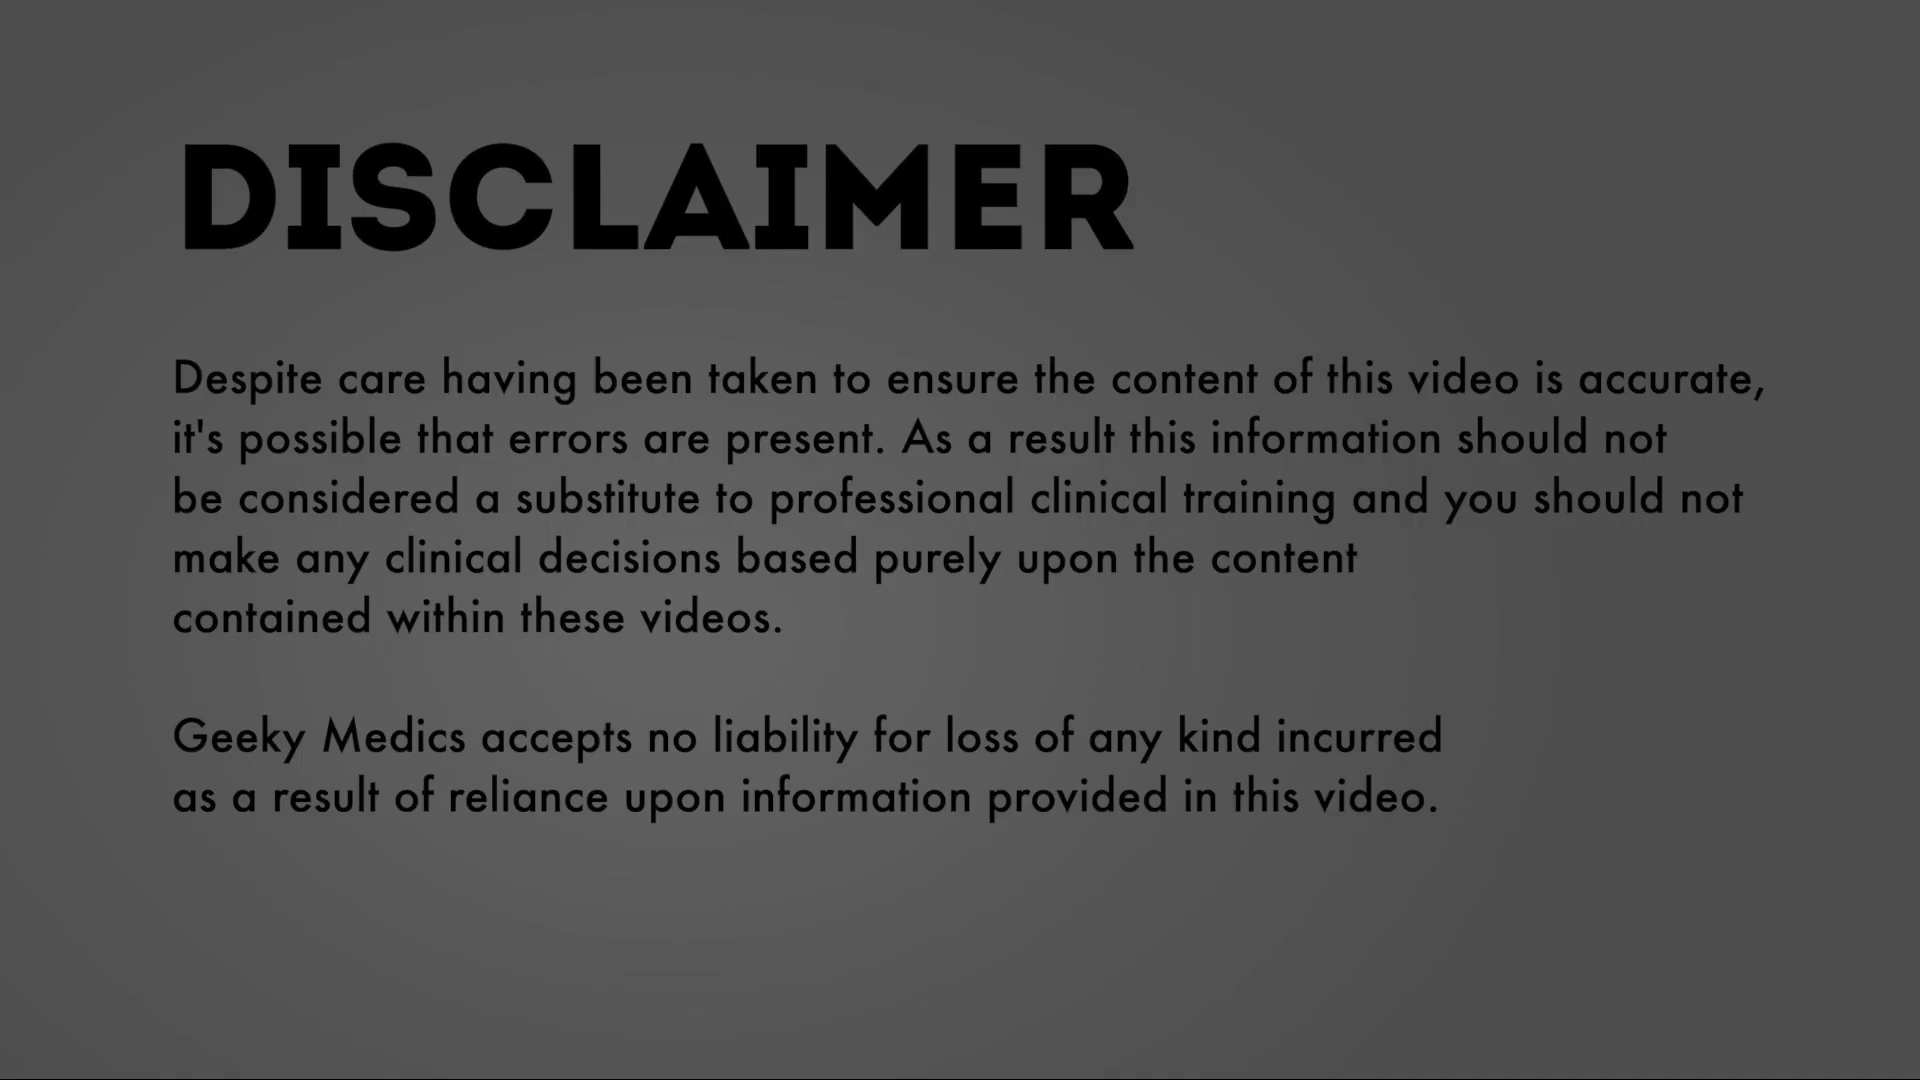 DISCLAIMER
Despite care having been taken to ensure the content of this video is accurate,
it's possible that errors are present. As a result this information should not
be considered a substitute to professional clinical training and you should not
make any clinical decisions based purely upon the content
contained within these videos.
Geeky Medics accepts no liability for loss of any kind incurred
as a result of reliance upon information provided in this video.